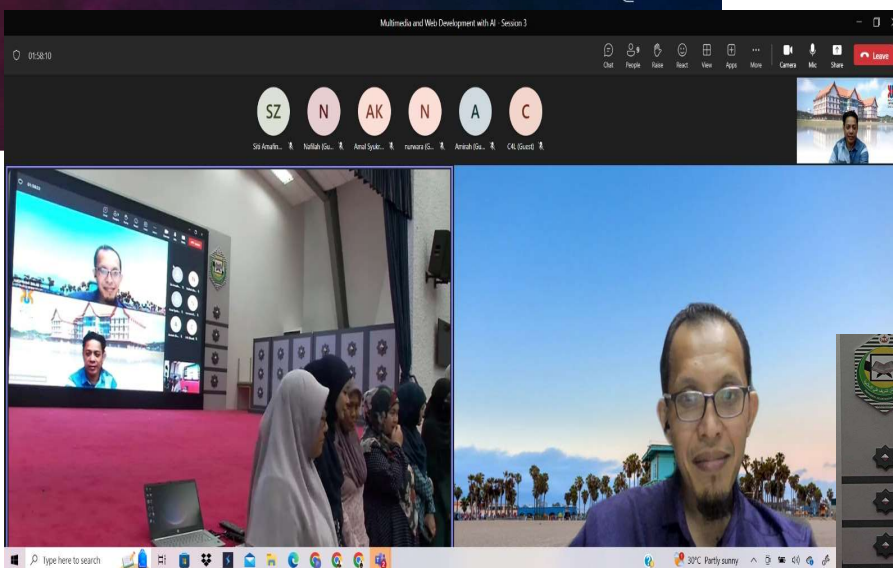 Multimedia and Web Development with AI - Session 3
01:58:10
Chat People Raise React View Apps More Camera Mic Share Leave
SZ N AK N A C
Siti Amafin... Nafilah (Gu... Amal Syukr... nurwara (G... Amirah (Gu... C4L (Guest)
Type here to search
30°C Partly sunny